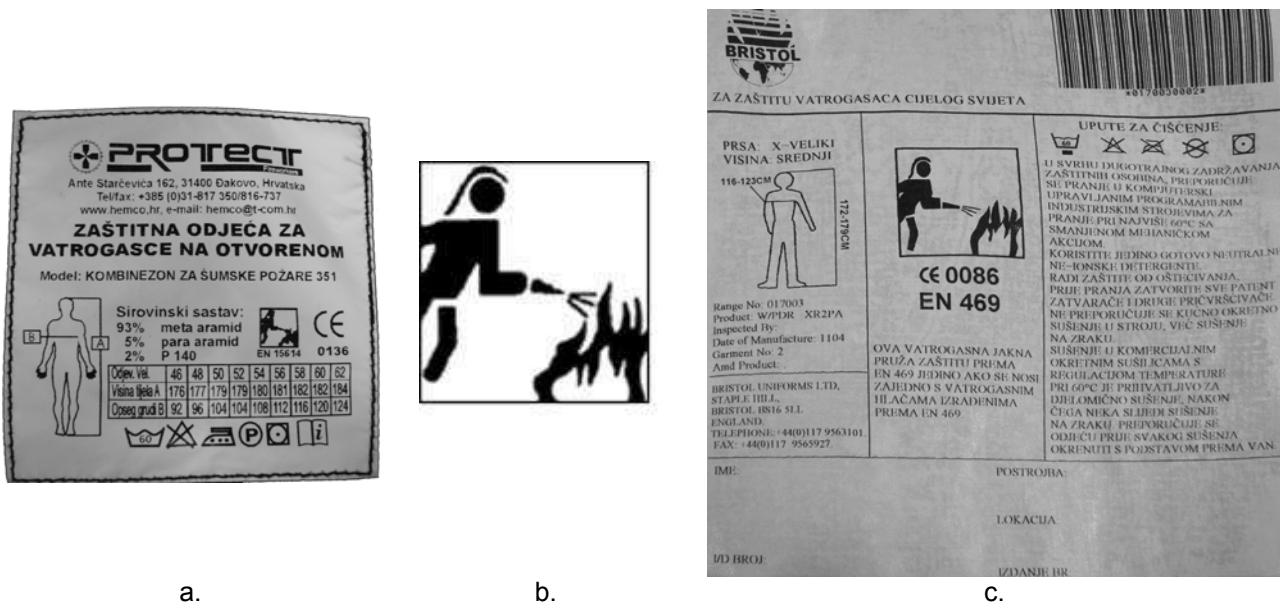 PROTECT
Ante Starčevića 162, 31400 Đakovo, Hrvatska
Tel/fax: +385 (0)31-817 350/816-737
www.hemco,hr, e-mail: hemco@t-com.hr
ZAŠTITNA ODJEĆA ZA
VATROGASCE NA OTVORENOM
Model: KOMBINEZON ZA ŠUMSKE POŽARE 351
Sirovinski sastav:
93% meta aramid
5% para aramid
2% P 140
EN 15614
CE
0136
B
A
Odjev. Vel. 46 48 50 52 54 56 58 60 62
Visina tijela A 176 177 179 179 180 181 182 182 184
Opseg grudi B 92 96 104 104 108 112 116 120 124
60
P
i
a.
b.
BRISTOL
*0170030002*
ZA ZAŠTITU VATROGASACA CIJELOG SVIJETA
PRSA: X-VELIKI
VISINA: SREDNJI
116-123CM
172-179CM
Range No: 017003
Product: W/PDR XR2PA
Inspected By:
Date of Manufacture: 1104
Garment No: 2
Amd Product: .
BRISTOL UNIFORMS LTD,
STAPLE HILL,
BRISTOL BS16 5LL
ENGLAND.
TELEPHONE: +44(0)117 9563101.
FAX: +44(0)117 9565927.
CE 0086
EN 469
OVA VATROGASNA JAKNA
PRUŽA ZAŠTITU PREMA
EN 469 JEDINO AKO SE NOSI
ZAJEDNO S VATROGASNIM
HLAČAMA IZRAĐENIMA
PREMA EN 469.
UPUTE ZA ČIŠĆENJE:
60
U SVRHU DUGOTRAJNOG ZADRŽAVANJA
ZAŠTITNIH OSOBINA, PREPORUČUJE
SE PRANJE U KOMPJUTERSKI
UPRAVLJANIM PROGRAMABILNIM
INDUSTRIJSKIM STROJEVIMA ZA
PRANJE PRI NAJVIŠE 60°C SA
SMANJENOM MEHANIČKOM
AKCIJOM.
KORISTITE JEDINO GOTOVO NEUTRALNE
NE-IONSKE DETERGENTE.
RADI ZAŠTITE OD OŠTEĆIVANJA,
PRIJE PRANJA ZATVORITE SVE PATENT
ZATVARAČE I DRUGE PRIČVRŠĆIVAČE
NE PREPORUČUJE SE KUĆNO OKRETNO
SUŠENJE U STROJU, VEĆ SUŠENJE
NA ZRAKU.
SUŠENJE U KOMERCIJALNIM
OKRETNIM SUŠILICAMA S
REGULACIJOM TEMPERATURE
PRI 60°C JE PRIHVATLJIVO ZA
DJELOMIČNO SUŠENJE, NAKON
ČEGA NEKA SLIJEDI SUŠENJE
NA ZRAKU. PREPORUČUJE SE
ODJEĆU PRIJE SVAKOG SUŠENJA
OKRENUTI S PODSTAVOM PREMA VAN.
IME:
POSTROJBA:
LOKACIJA:
I/D BROJ:
IZDANJE BR.
c.